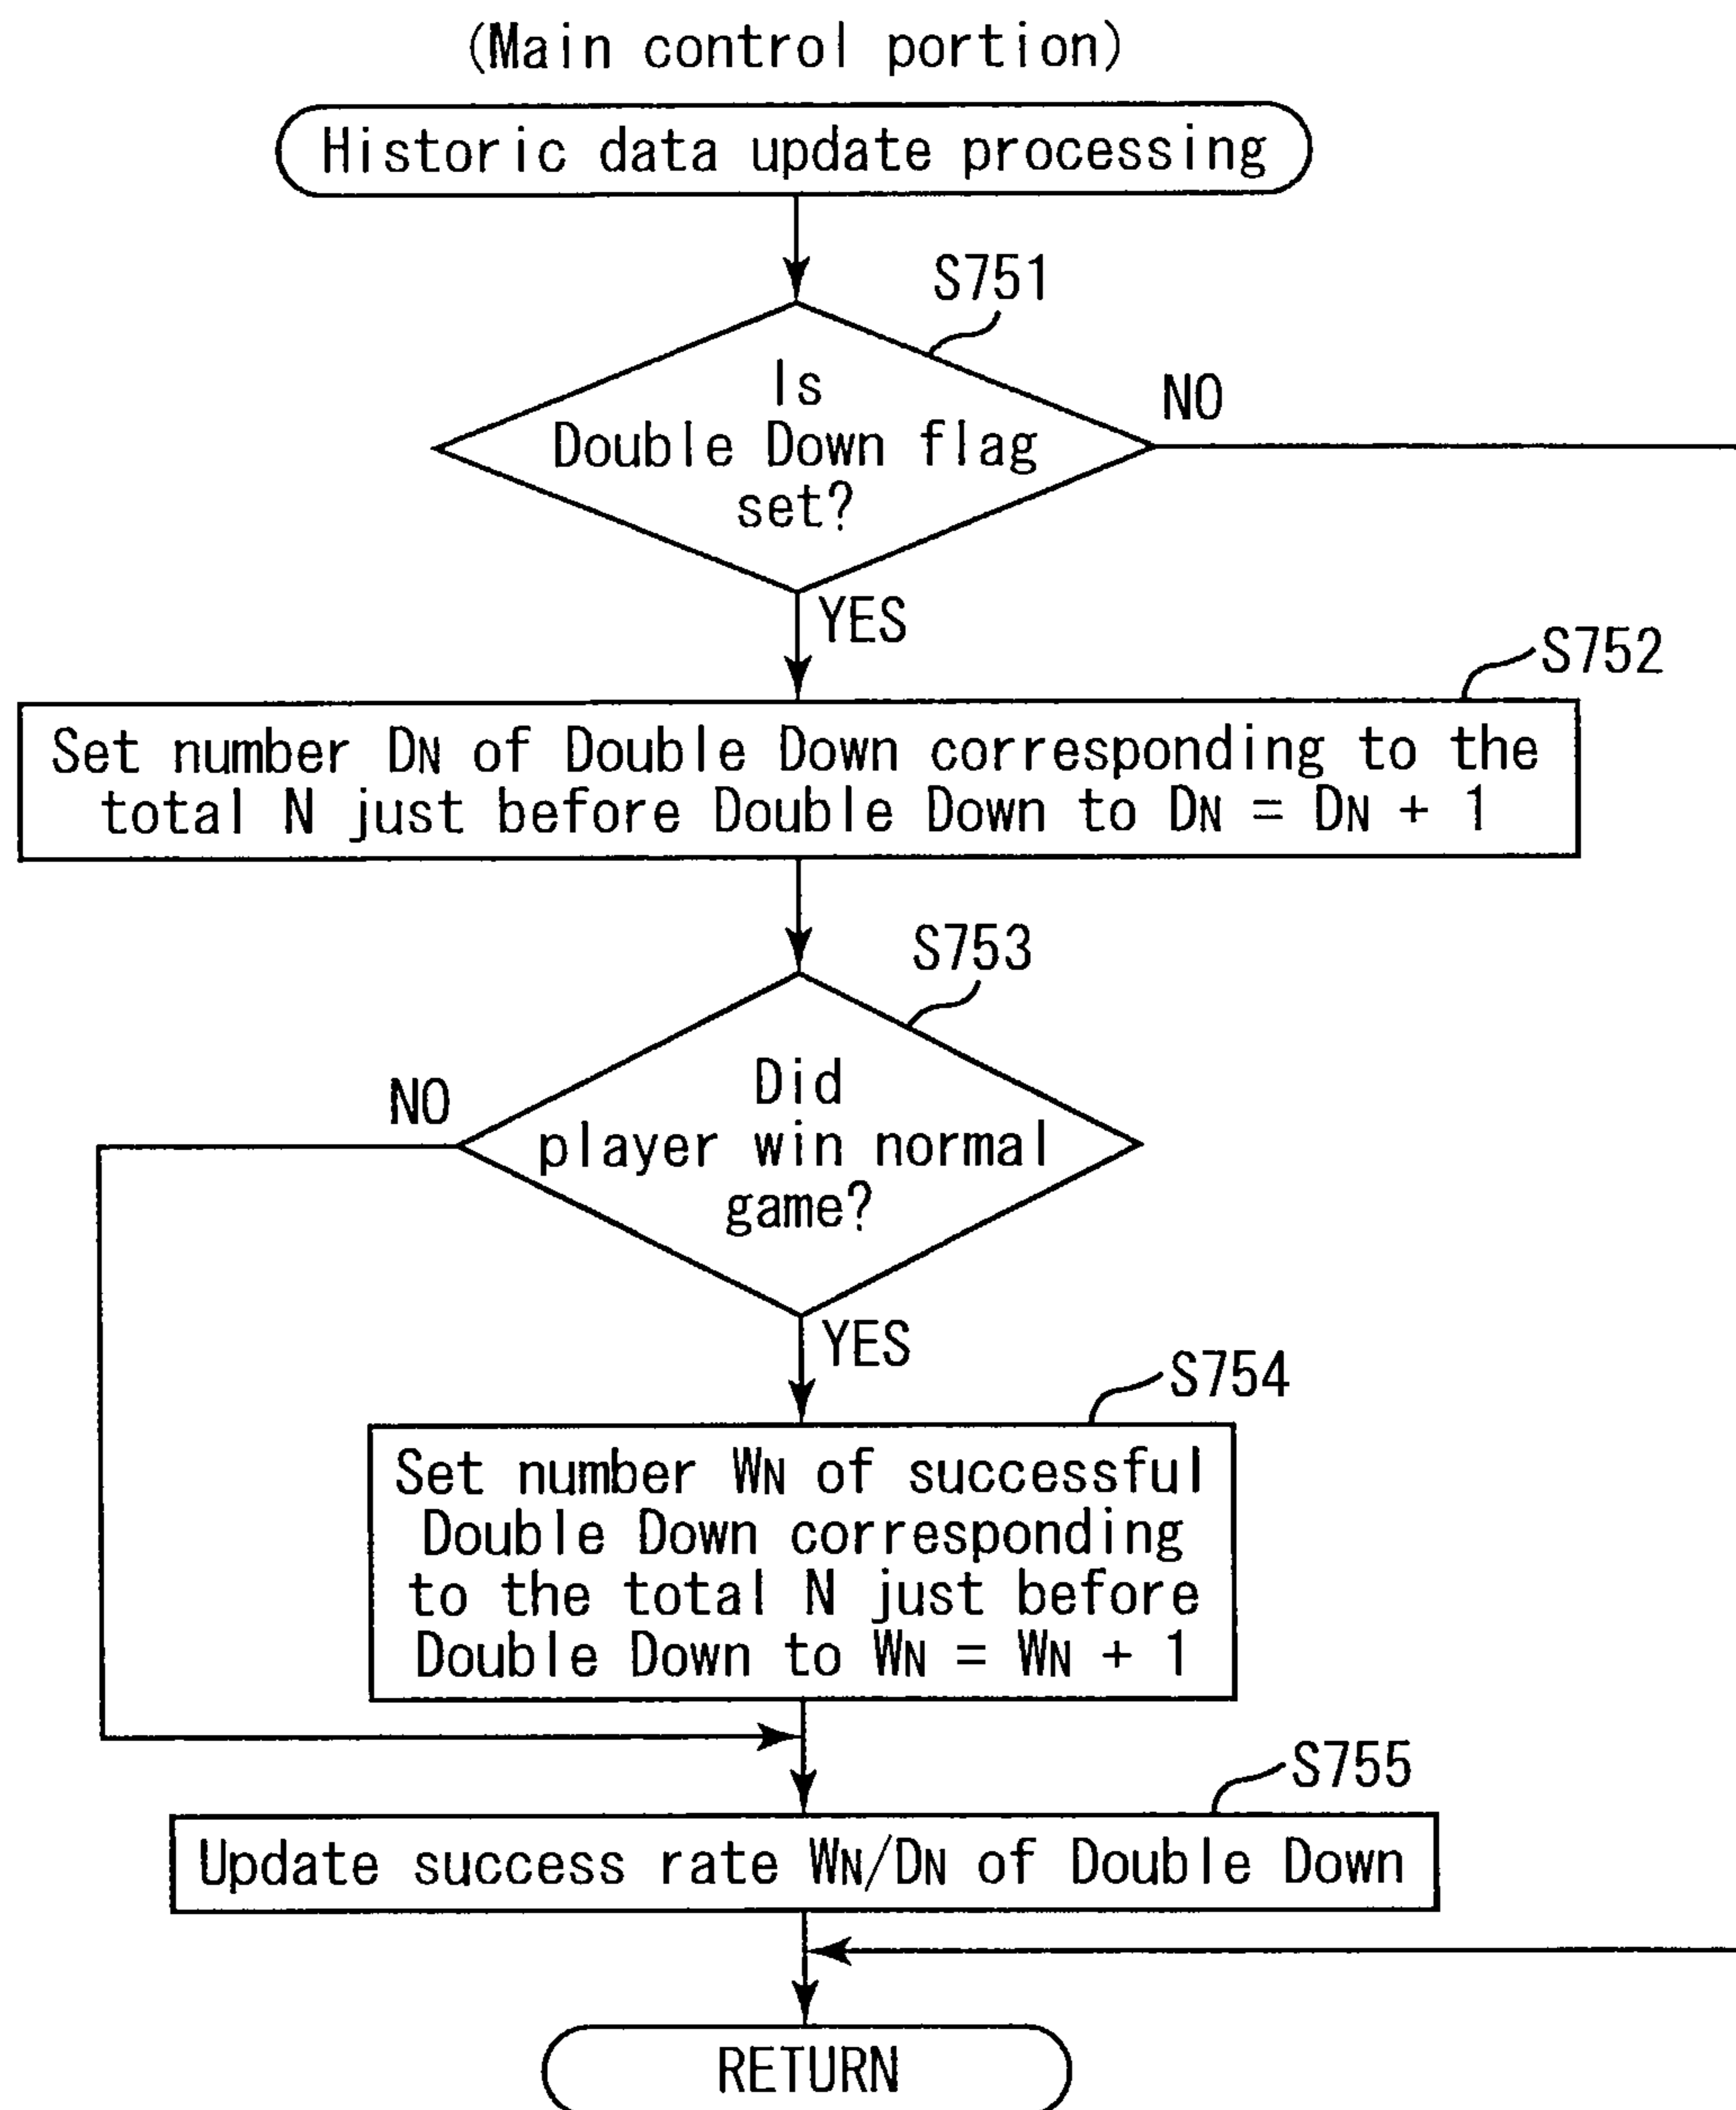 (Main control portion)
Historic data update processing
S751
Is
Double Down flag
set?
NO
YES
S752
Set number DN of Double Down corresponding to the
total N just before Double Down to DN = DN + 1
S753
Did
player win normal
game?
NO
YES
S754
Set number WN of successful
Double Down corresponding
to the total N just before
Double Down to WN = WN + 1
S755
Update success rate WN/DN of Double Down
RETURN